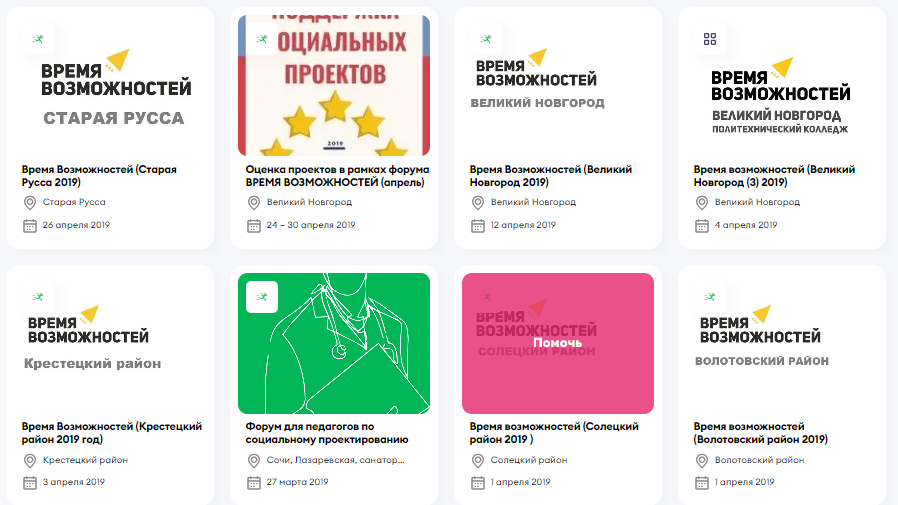 ВРЕМЯ
ВОЗМОЖНОСТЕЙ
СТАРАЯ РУССА
Время Возможностей (Старая
Русса 2019)
Старая Русса
26 апреля 2019
ПОДДЕРЖКА
СОЦИАЛЬНЫХ
ПРОЕКТОВ
2019
Оценка проектов в рамках форума
ВРЕМЯ ВОЗМОЖНОСТЕЙ (апрель)
Великий Новгород
24 – 30 апреля 2019
ВРЕМЯ
ВОЗМОЖНОСТЕЙ
ВЕЛИКИЙ НОВГОРОД
Время Возможностей (Великий
Новгород 2019)
Великий Новгород
12 апреля 2019
ВРЕМЯ
ВОЗМОЖНОСТЕЙ
ВЕЛИКИЙ НОВГОРОД
ПОЛИТЕХНИЧЕСКИЙ КОЛЛЕДЖ
Время возможностей (Великий
Новгород (3) 2019)
Великий Новгород
4 апреля 2019
ВРЕМЯ
ВОЗМОЖНОСТЕЙ
Крестецкий район
Время Возможностей (Крестецкий
район 2019 год)
Крестецкий район
3 апреля 2019
Форум для педагогов по
социальному проектированию
Сочи, Лазаревская, санатор...
27 марта 2019
ВРЕМЯ
ВОЗМОЖНОСТЕЙ
Помочь
СОЛЕЦКИЙ РАЙОН
Время возможностей (Солецкий
район 2019 )
Солецкий район
1 апреля 2019
ВРЕМЯ
ВОЗМОЖНОСТЕЙ
ВОЛОТОВСКИЙ РАЙОН
Время возможностей
(Волотовский район 2019)
Волотовский район
1 апреля 2019